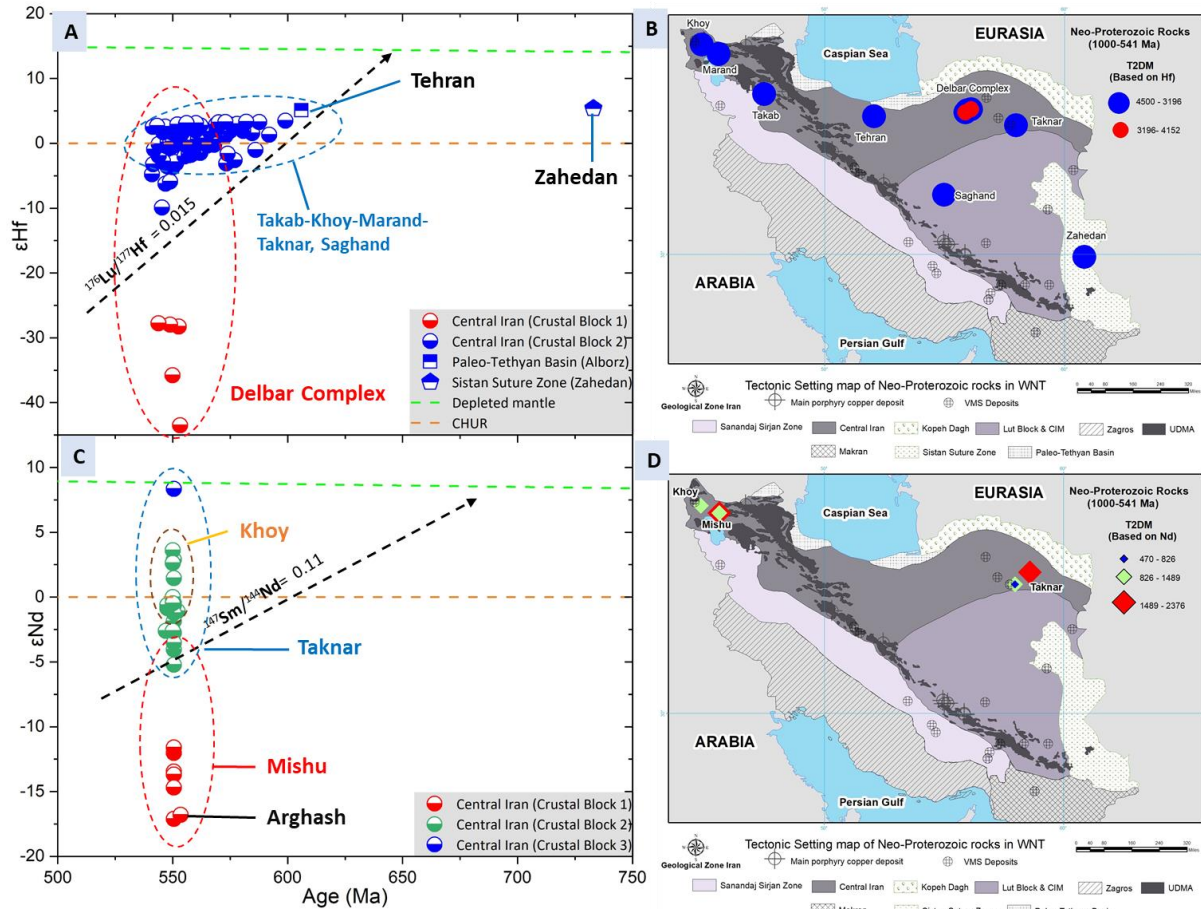 A
εHf
20
10
0
-10
-20
-30
-40
Tehran
Zahedan
Takab-Khoy-Marand-
Taknar, Saghand
¹⁷⁶Lu/¹⁷⁷Hf = 0.015
Delbar Complex
Central Iran (Crustal Block 1)
Central Iran (Crustal Block 2)
Paleo-Tethyan Basin (Alborz)
Sistan Suture Zone (Zahedan)
Depleted mantle
CHUR
B
Khoy
Marand
Takab
Caspian Sea
EURASIA
Tehran
Delbar Complex
Taknar
Saghand
Zahedan
ARABIA
Persian Gulf
Neo-Proterozoic Rocks
(1000-541 Ma)
T2DM
(Based on Hf)
4500 - 3196
3196- 4152
Geological Zone Iran
Tectonic Setting map of Neo-Proterozoic rocks in WNT
Main porphyry copper deposit
VMS Deposits
Miles
Sanandaj Sirjan Zone
Central Iran
Kopeh Dagh
Lut Block & CIM
Zagros
UDMA
Makran
Sistan Suture Zone
Paleo-Tethyan Basin
C
εNd
10
5
0
-5
-10
-15
-20
Khoy
¹⁴⁷Sm/¹⁴⁴Nd= 0.11
Taknar
Mishu
Arghash
Central Iran (Crustal Block 1)
Central Iran (Crustal Block 2)
Central Iran (Crustal Block 3)
500
550
600
650
700
750
Age (Ma)
D
Khoy
Mishu
Caspian Sea
EURASIA
Taknar
ARABIA
Persian Gulf
Neo-Proterozoic Rocks
(1000-541 Ma)
T2DM
(Based on Nd)
470 - 826
826 - 1489
1489 - 2376
Geological Zone Iran
Tectonic Setting map of Neo-Proterozoic rocks in WNT
Main porphyry copper deposit
VMS Deposits
Miles
Sanandaj Sirjan Zone
Central Iran
Kopeh Dagh
Lut Block & CIM
Zagros
UDMA